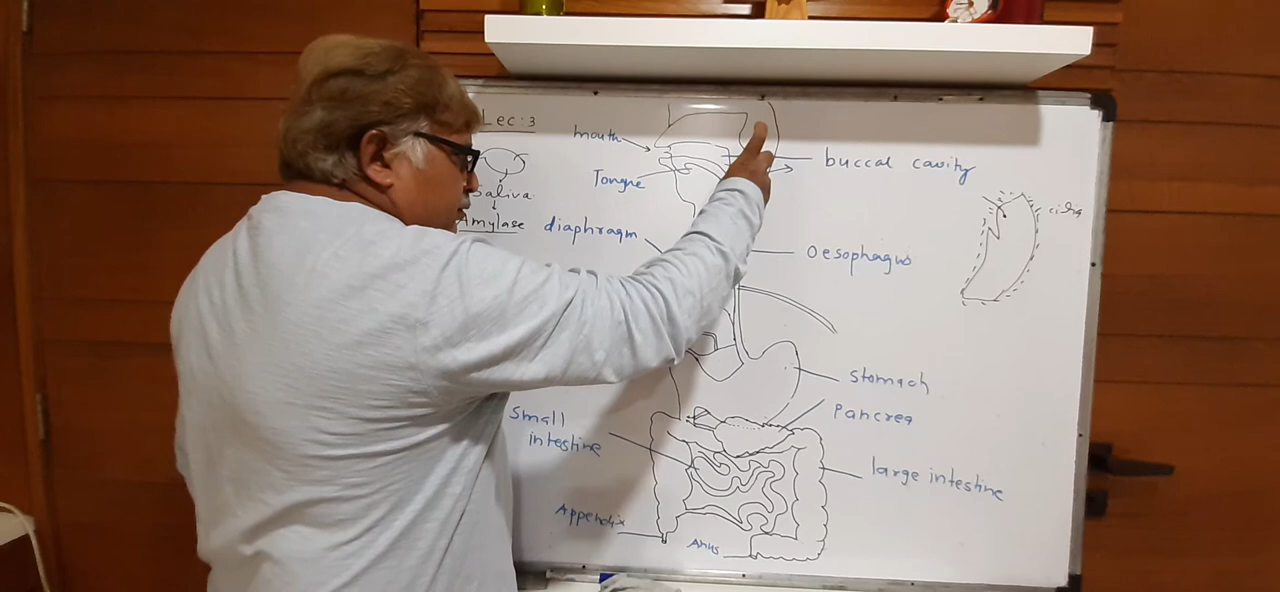 Lec:3
mouth
Tongue
buccal cavity
Saliva
Amylase
diaphragm
Oesophagus
Stomach
Pancrea
Small
intestine
large intestine
Appendix
Anus